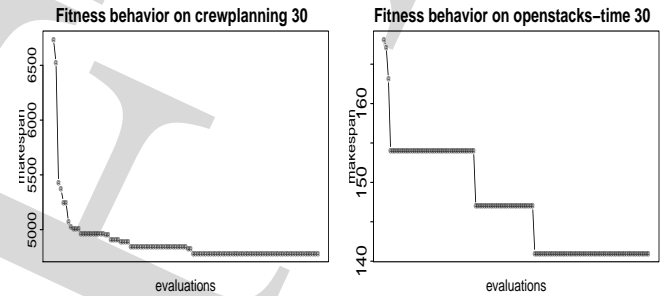 Fitness behavior on crewplanning 30
makespan
5000 5500 6000 6500
evaluations
Fitness behavior on openstacks−time 30
makespan
140 150 160
evaluations